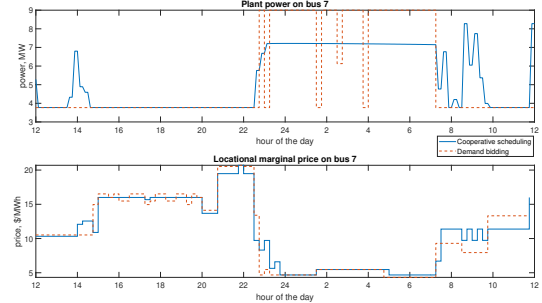 Plant power on bus 7
power, MW
9
8
7
6
5
4
3
12 14 16 18 20 22 24 2 4 6 8 10 12
hour of the day
Cooperative scheduling
Demand bidding
Locational marginal price on bus 7
price, $/MWh
20
15
10
5
12 14 16 18 20 22 24 2 4 6 8 10 12
hour of the day